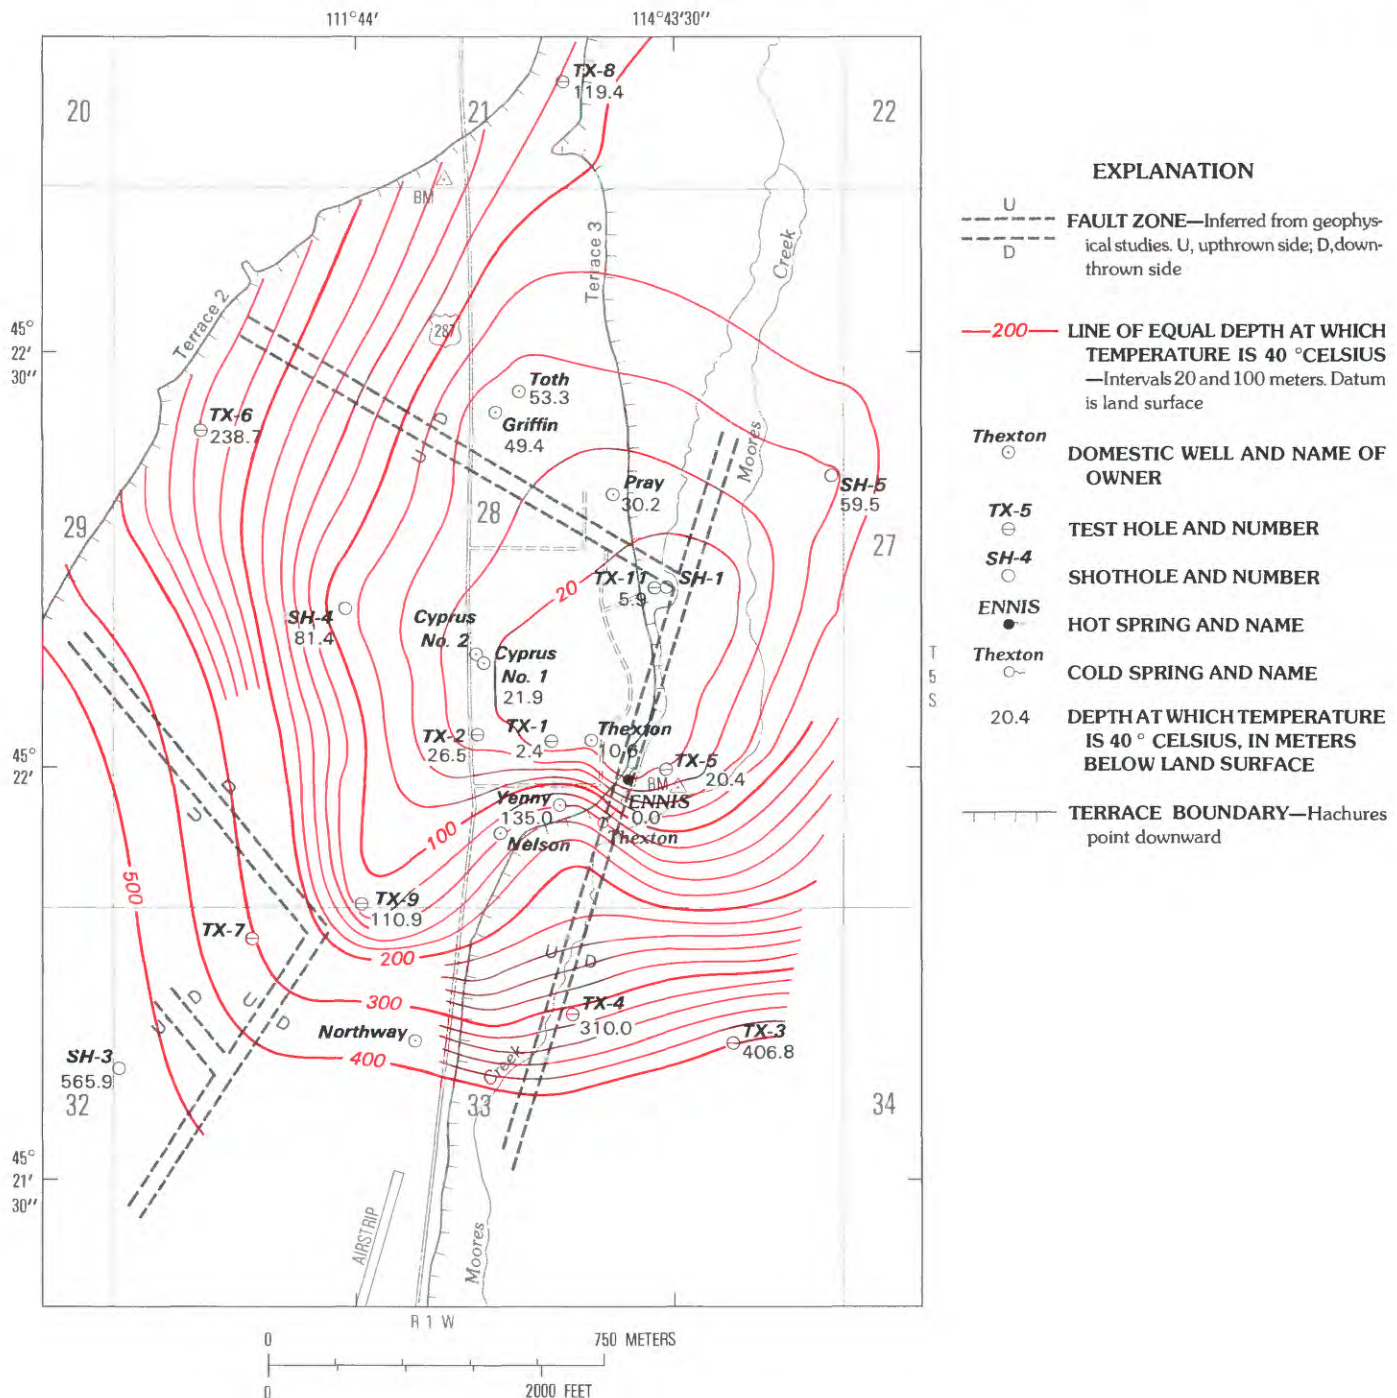 111°44′
114°43′30″
20
21
22
TX-8
119.4
BM
Creek
Terrace 3
Terrace 2
287
45°
22′
30″
Toth
53.3
Griffin
49.4
D
U
TX-6
238.7
Moores
Pray
30.2
SH-5
59.5
29
28
27
TX-11
5.9
SH-1
20
SH-4
81.4
Cyprus
No. 2
Cyprus
No. 1
21.9
T
5
S
TX-2
26.5
TX-1
2.4
Thexton
10.6
TX-5
20.4
45°
22′
BM
ENNIS
0.0
Thexton
Yenny
135.0
Nelson
D
U
100
500
TX-9
110.9
TX-7
200
U
D
300
D
U
U
D
TX-4
310.0
Northway
TX-3
406.8
400
Creek
SH-3
565.9
32
33
34
45°
21′
30″
AIRSTRIP
Moores
R 1 W
0
750 METERS
0
2000 FEET
EXPLANATION
U
D
FAULT ZONE—Inferred from geophys-
ical studies. U, upthrown side; D, down-
thrown side
200
LINE OF EQUAL DEPTH AT WHICH
TEMPERATURE IS 40 °CELSIUS
—Intervals 20 and 100 meters. Datum
is land surface
Thexton
DOMESTIC WELL AND NAME OF
OWNER
TX-5
TEST HOLE AND NUMBER
SH-4
SHOTHOLE AND NUMBER
ENNIS
HOT SPRING AND NAME
Thexton
COLD SPRING AND NAME
20.4
DEPTH AT WHICH TEMPERATURE
IS 40 ° CELSIUS, IN METERS
BELOW LAND SURFACE
TERRACE BOUNDARY—Hachures
point downward